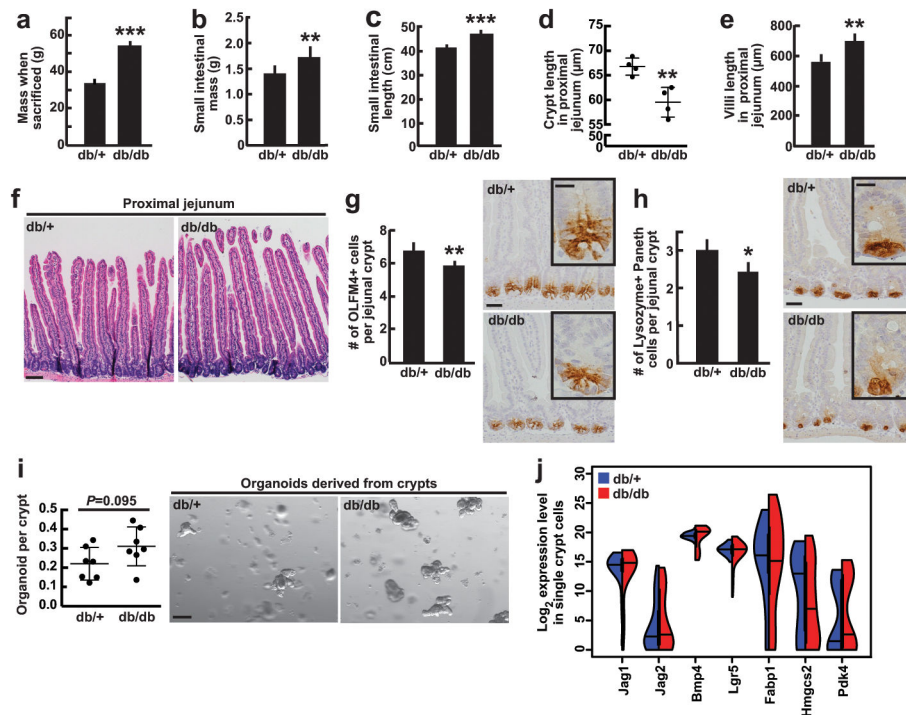 a
Mass when
sacrificed (g)
60
40
20
0
***
db/+
db/db
b
Small intestinal
mass (g)
2.5
2.0
1.5
1.0
0.5
0.0
**
db/+
db/db
c
Small intestinal
length (cm)
50
40
30
20
10
0
***
db/+
db/db
d
Crypt length
in proximal
jejunum (µm)
75
70
65
60
55
50
0
**
db/+
db/db
e
Villi length
in proximal
jejunum (µm)
800
600
400
200
0
**
db/+
db/db
f
Proximal jejunum
db/+
db/db
g
# of OLFM4+ cells
per jejunal crypt
8
6
4
2
0
**
db/+
db/db
db/+
db/db
h
# of Lysozyme+ Paneth
cells per jejunal crypt
3
2
1
0
*
db/+
db/db
db/+
db/db
i
Organoid per crypt
0.5
0.4
0.3
0.2
0.1
0.0
P=0.095
db/+
db/db
Organoids derived from crypts
db/+
db/db
j
Log2 expression level
in single crypt cells
30
20
15
10
5
0
db/+
db/db
Jag1
Jag2
Bmp4
Lgr5
Fabp1
Hmgcs2
Pdk4